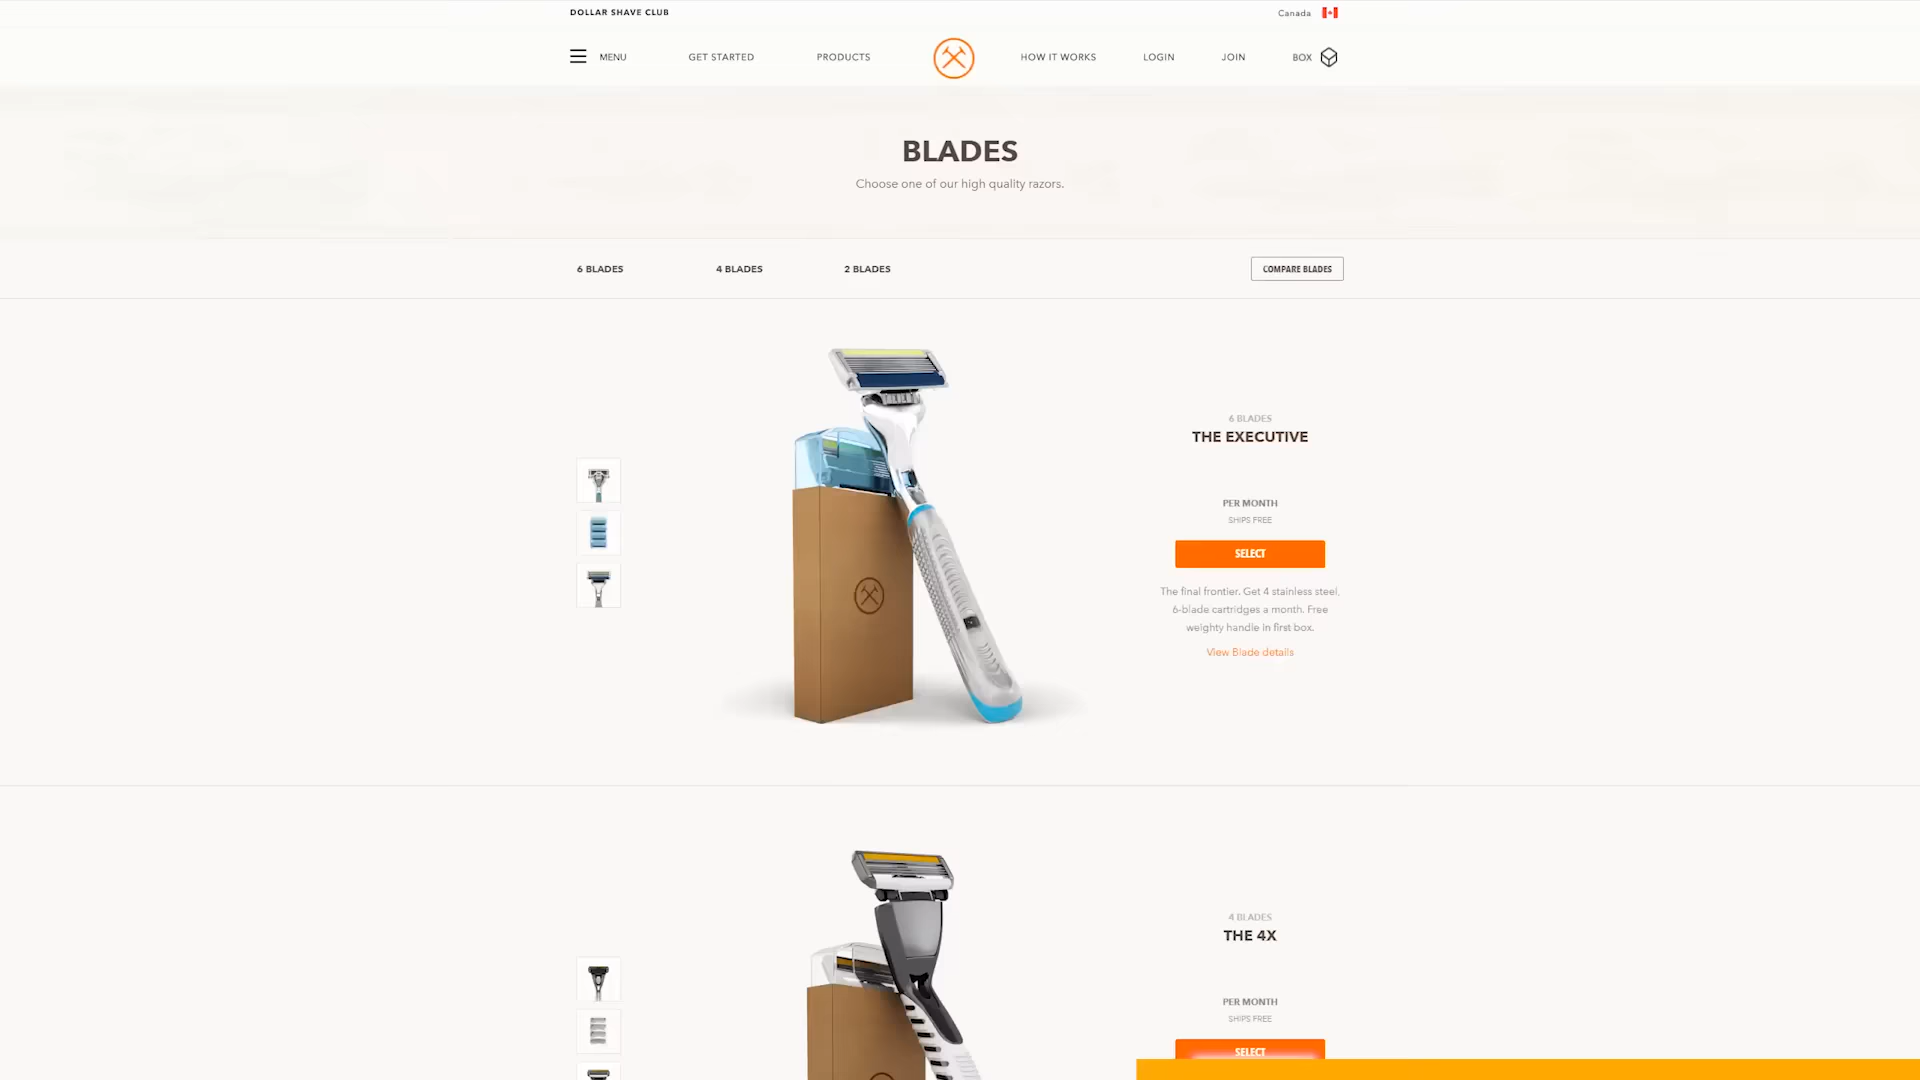 DOLLAR SHAVE CLUB
Canada
MENU
GET STARTED
PRODUCTS
HOW IT WORKS
LOGIN
JOIN
BOX
BLADES
Choose one of our high quality razors.
6 BLADES
4 BLADES
2 BLADES
COMPARE BLADES
6 BLADES
THE EXECUTIVE
PER MONTH
SHIPS FREE
SELECT
The final frontier. Get 4 stainless steel,
6-blade cartridges a month. Free
weighty handle in first box.
View Blade details
4 BLADES
THE 4X
PER MONTH
SHIPS FREE
SELECT